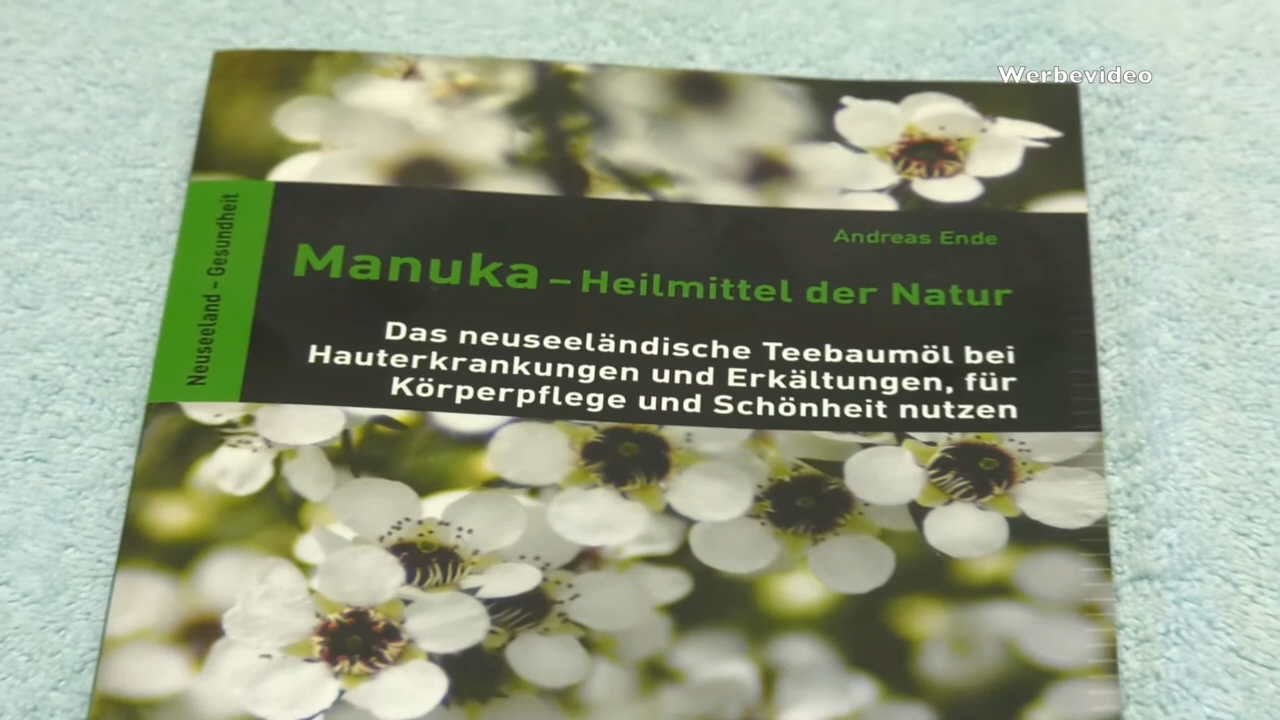 Werbevideo
Neuseeland – Gesundheit
Andreas Ende
Manuka – Heilmittel der Natur
Das neuseeländische Teebaumöl bei
Hauterkrankungen und Erkältungen, für
Körperpflege und Schönheit nutzen